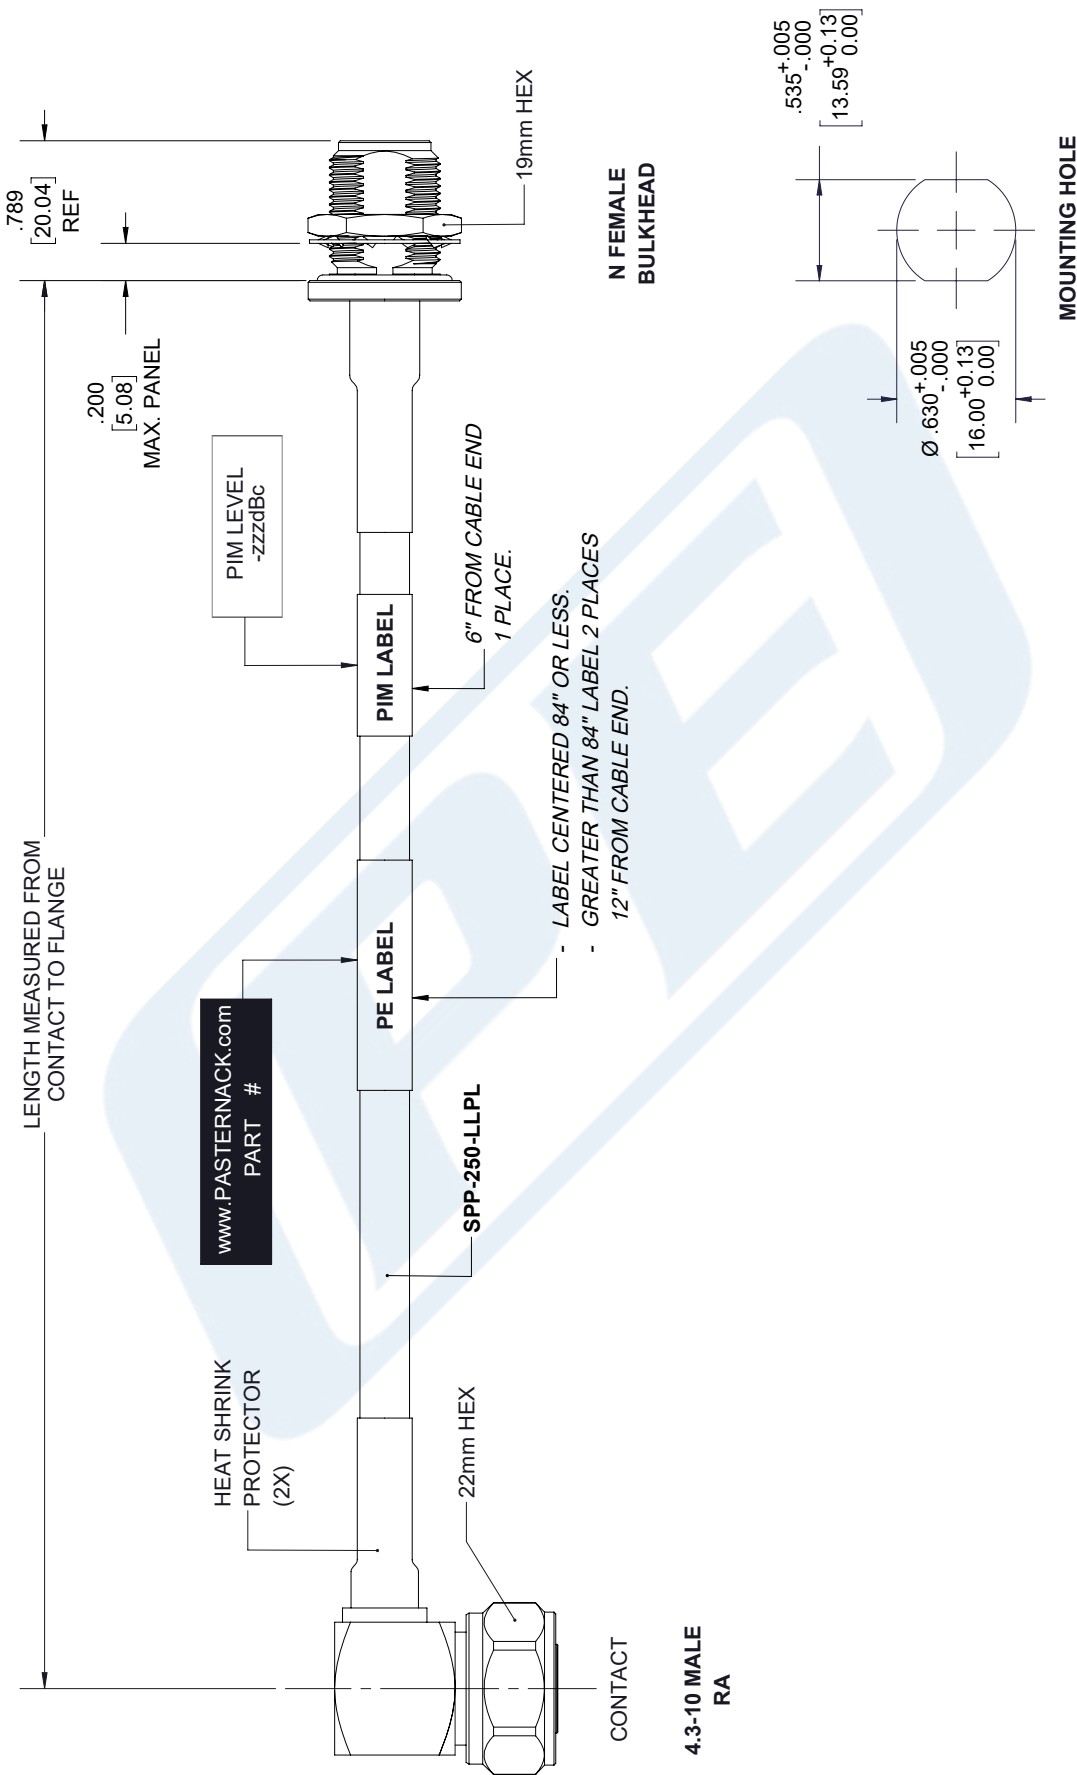 LENGTH MEASURED FROM
CONTACT TO FLANGE
.789
[20.04]
REF
.200
[5.08]
MAX. PANEL
HEAT SHRINK
PROTECTOR
(2X)
www.PASTERNACK.com
PART #
PIM LEVEL
-zzzdBc
PE LABEL
PIM LABEL
22mm HEX
SPP-250-LLPL
6" FROM CABLE END
1 PLACE.
19mm HEX
- LABEL CENTERED 84" OR LESS.
- GREATER THAN 84" LABEL 2 PLACES
12" FROM CABLE END.
CONTACT
4.3-10 MALE
RA
N FEMALE
BULKHEAD
.535 +.005 -.000
[13.59 +0.13 0.00]
Ø .630 +.005 -.000
[16.00 +0.13 0.00]
MOUNTING HOLE
PE